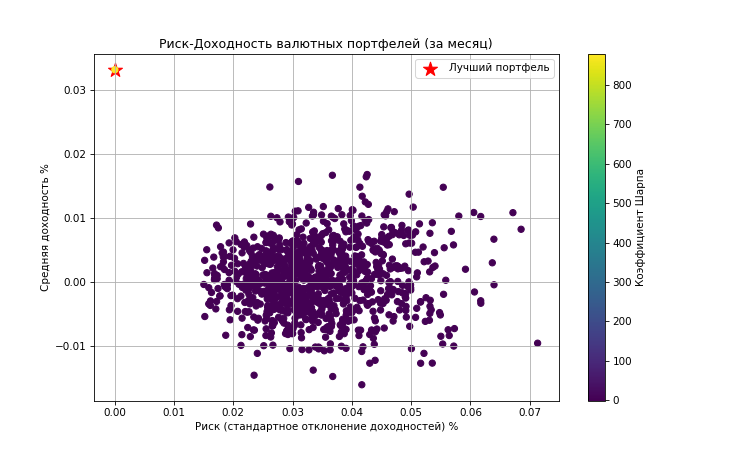 Риск-Доходность валютных портфелей (за месяц)
Лучший портфель
Средняя доходность %
0.03
0.02
0.01
0.00
−0.01
0.00 0.01 0.02 0.03 0.04 0.05 0.06 0.07
Риск (стандартное отклонение доходностей) %
800
700
600
500
400
300
200
100
0
Коэффициент Шарпа